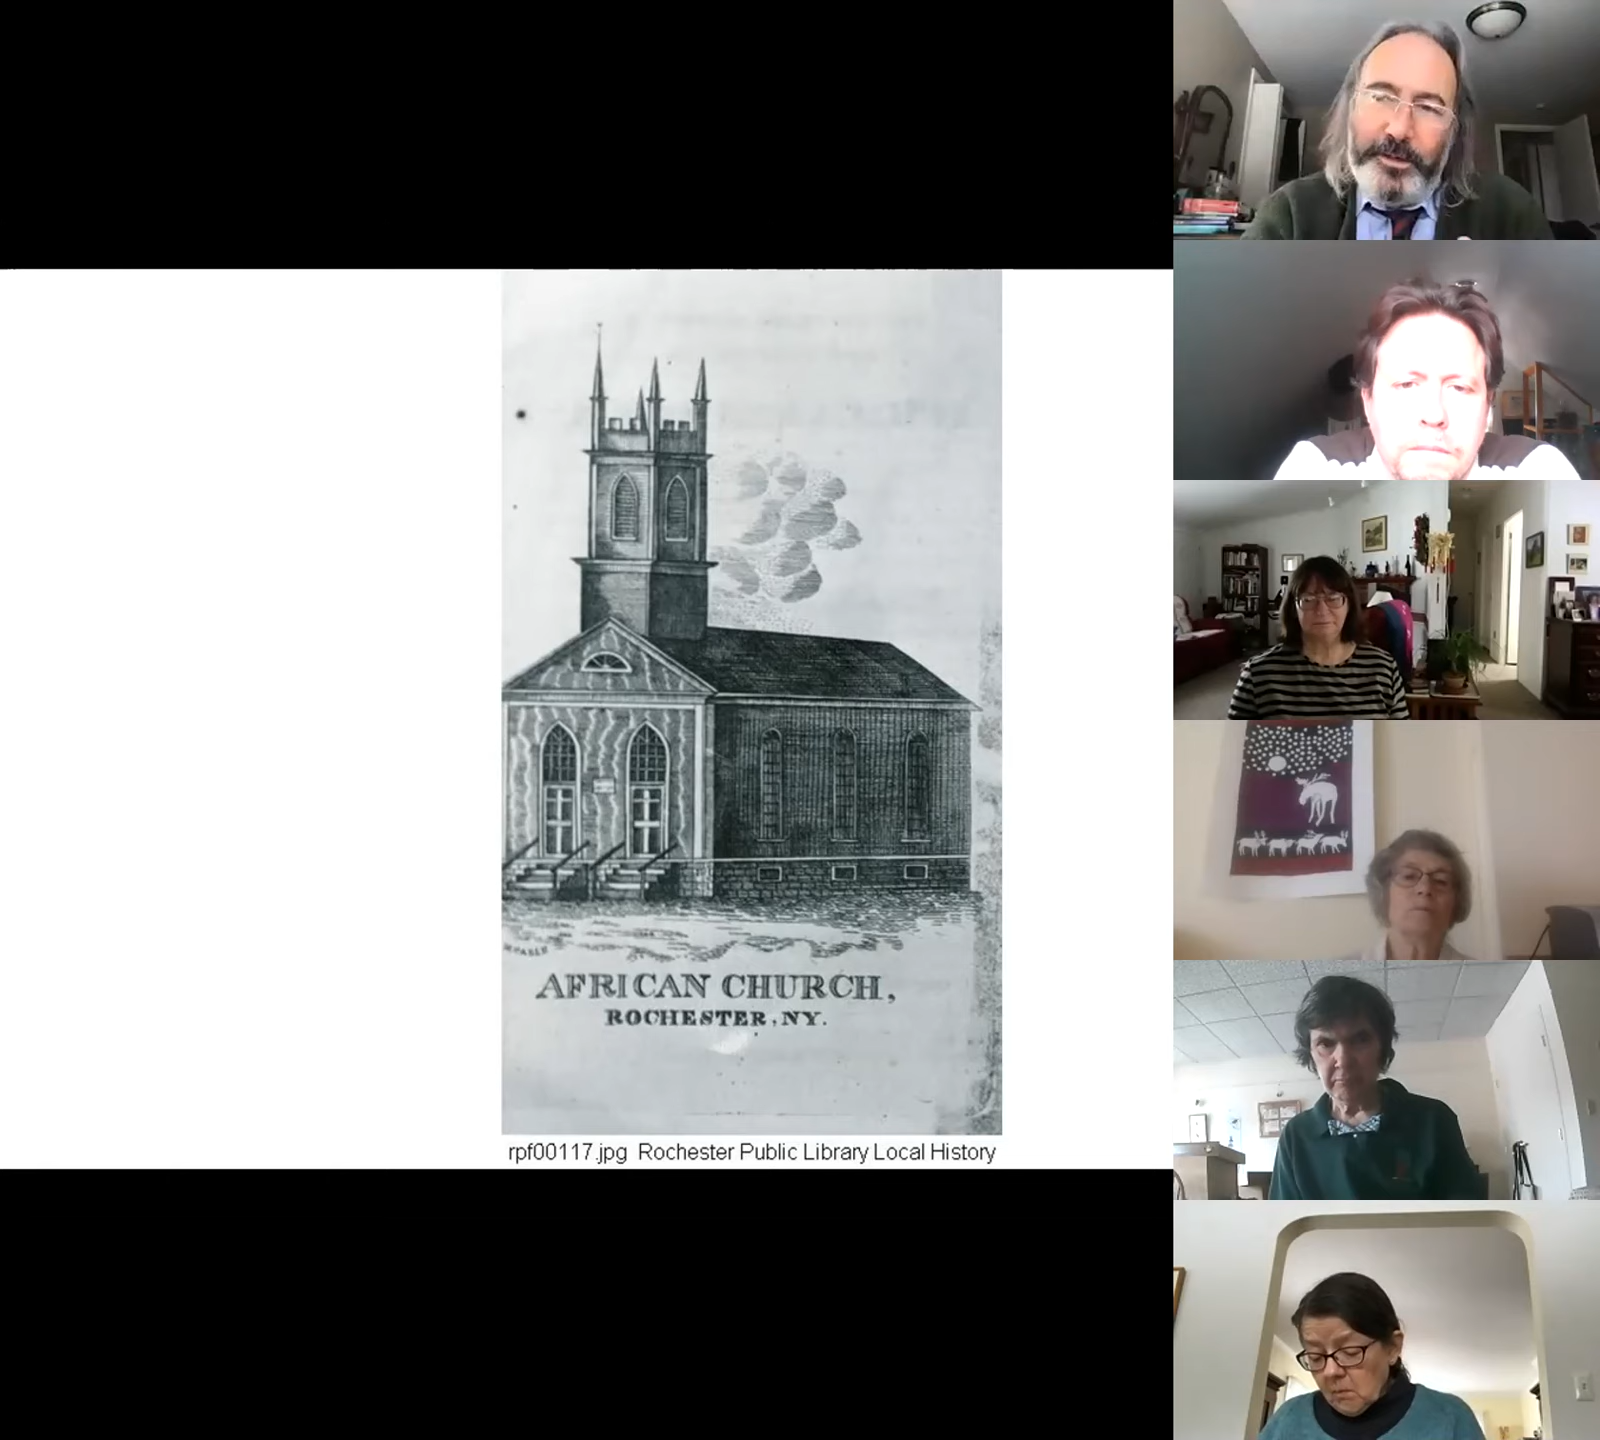 AFRICAN CHURCH,
ROCHESTER, NY.
rpf00117.jpg Rochester Public Library Local History